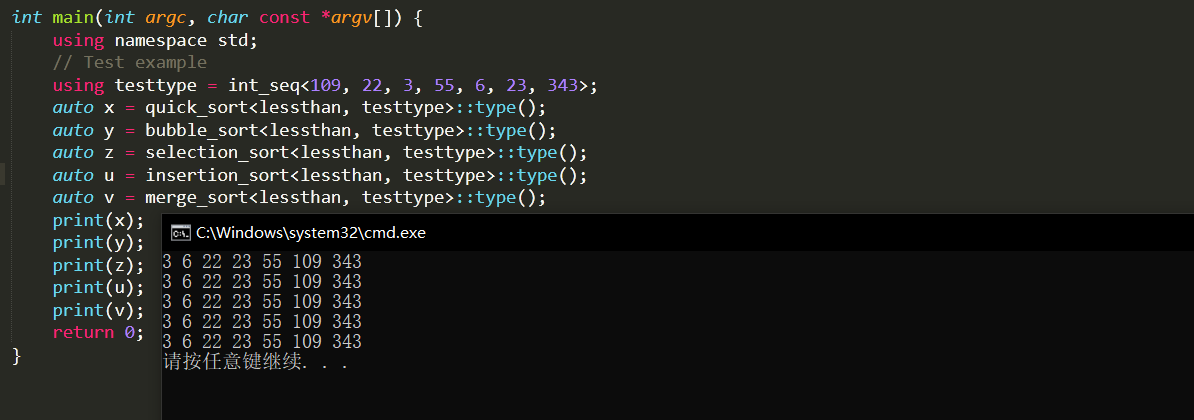 int main(int argc, char const *argv[]) {
using namespace std;
// Test example
using testtype = int_seq<109, 22, 3, 55, 6, 23, 343>;
auto x = quick_sort<lessthan, testtype>::type();
auto y = bubble_sort<lessthan, testtype>::type();
auto z = selection_sort<lessthan, testtype>::type();
auto u = insertion_sort<lessthan, testtype>::type();
auto v = merge_sort<lessthan, testtype>::type();
print(x);
print(y);
print(z);
print(u);
print(v);
return 0;
}
C:\Windows\system32\cmd.exe
3 6 22 23 55 109 343
3 6 22 23 55 109 343
3 6 22 23 55 109 343
3 6 22 23 55 109 343
3 6 22 23 55 109 343
请按任意键继续. . .